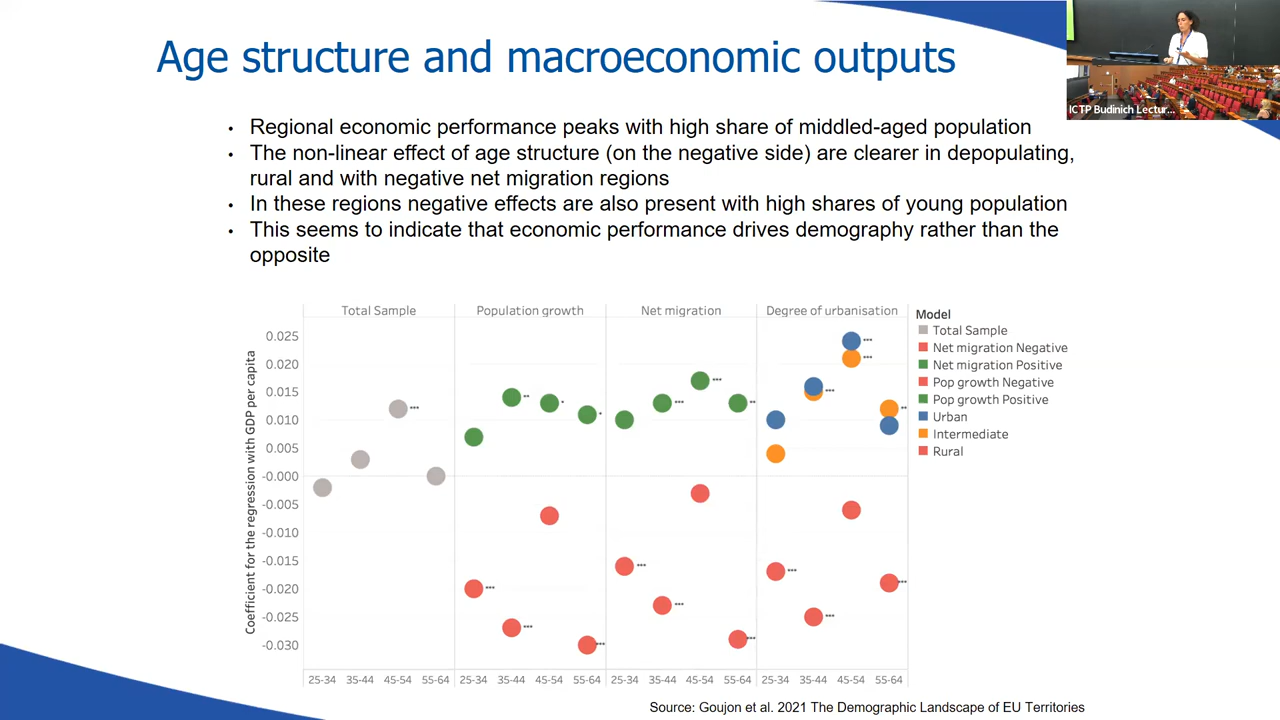 Age structure and macroeconomic outputs
ICTP Budinich Lectur...
• Regional economic performance peaks with high share of middled-aged population
• The non-linear effect of age structure (on the negative side) are clearer in depopulating,
rural and with negative net migration regions
• In these regions negative effects are also present with high shares of young population
• This seems to indicate that economic performance drives demography rather than the
opposite
Total Sample Population growth Net migration Degree of urbanisation
Coefficient for the regression with GDP per capita
0.025
0.020
0.015
0.010
0.005
-0.000
-0.005
-0.010
-0.015
-0.020
-0.025
-0.030
*** ** * * *** *** ** *** *** *** **
*** *** *** *** *** *** *** *** ***
25-34 35-44 45-54 55-64 25-34 35-44 45-54 55-64 25-34 35-44 45-54 55-64 25-34 35-44 45-54 55-64
Model
Total Sample
Net migration Negative
Net migration Positive
Pop growth Negative
Pop growth Positive
Urban
Intermediate
Rural
Source: Goujon et al. 2021 The Demographic Landscape of EU Territories